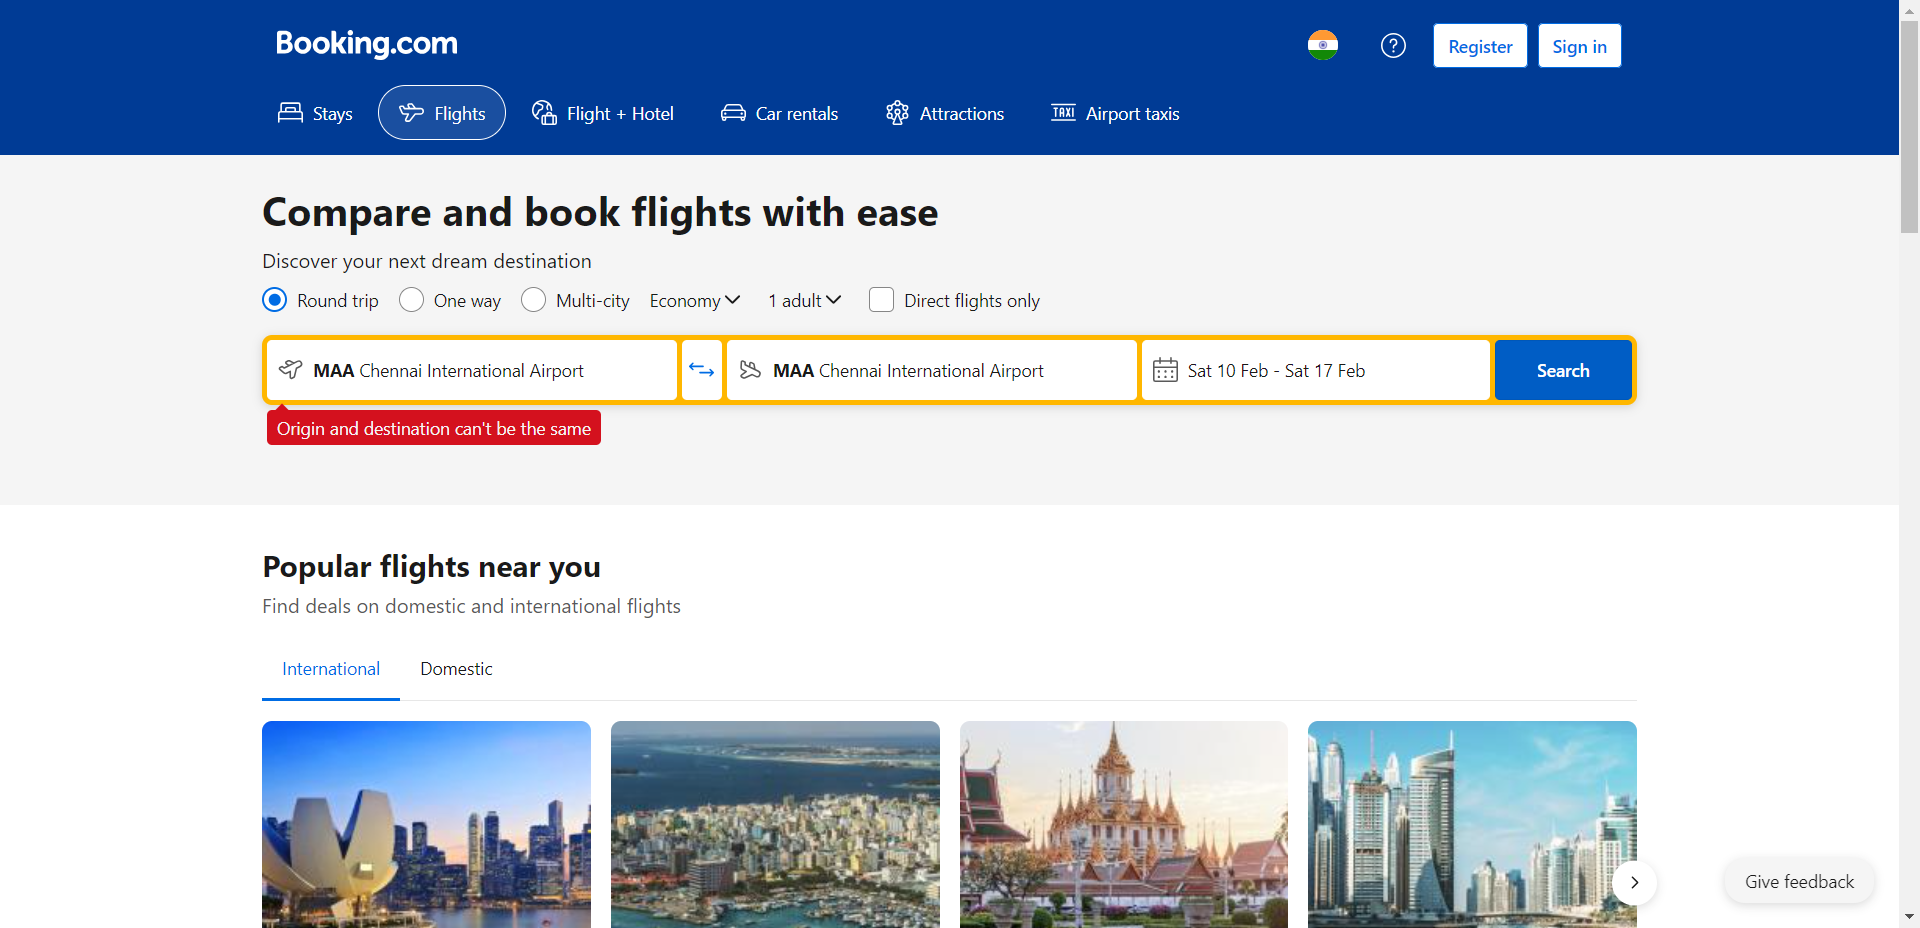 Booking.com
Register
Sign in
Stays
Flights
Flight + Hotel
Car rentals
Attractions
TAXI
Airport taxis
Compare and book flights with ease
Discover your next dream destination
Round trip
One way
Multi-city
Economy
1 adult
Direct flights only
MAA Chennai International Airport
MAA Chennai International Airport
Sat 10 Feb - Sat 17 Feb
Search
Origin and destination can't be the same
Popular flights near you
Find deals on domestic and international flights
International
Domestic
Give feedback